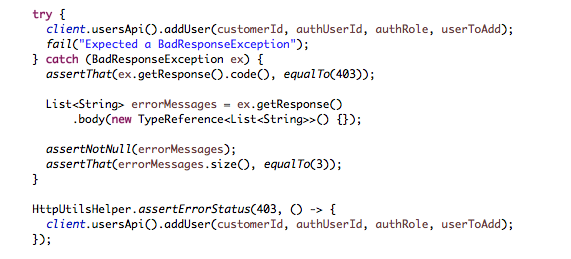 try {
client.usersApi().addUser(customerId, authUserId, authRole, userToAdd);
fail("Expected a BadResponseException");
} catch (BadResponseException ex) {
assertThat(ex.getResponse().code(), equalTo(403));
List<String> errorMessages = ex.getResponse()
.body(new TypeReference<List<String>>() {});
assertNotNull(errorMessages);
assertThat(errorMessages.size(), equalTo(3));
}
HttpUtilsHelper.assertErrorStatus(403, () -> {
client.usersApi().addUser(customerId, authUserId, authRole, userToAdd);
});